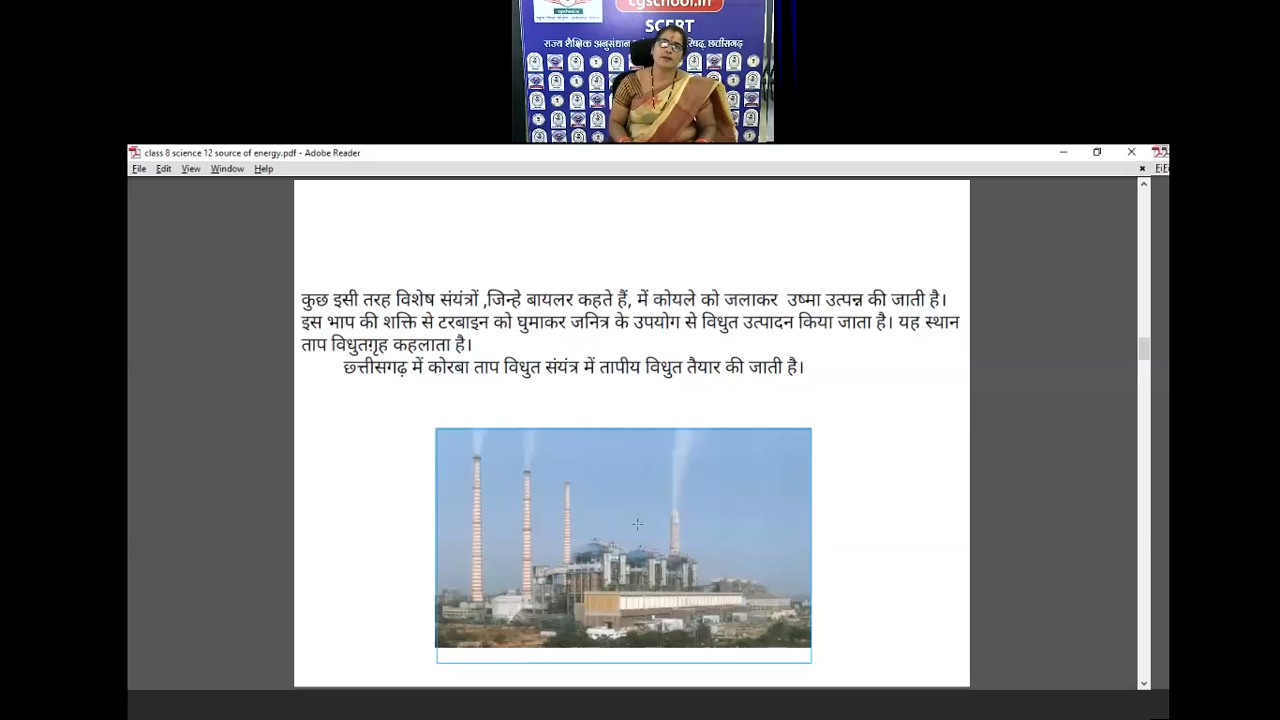 cgschool.in
SCERT
class 8 science 12 source of energy.pdf - Adobe Reader
File Edit View Window Help
कुछ इसी तरह विशेष संयंत्रों ,जिन्हे बायलर कहते हैं, में कोयले को जलाकर उष्मा उत्पन्न की जाती है।
इस भाप की शक्ति से टरबाइन को घुमाकर जनित्र के उपयोग से विधुत उत्पादन किया जाता है। यह स्थान
ताप विधुतगृह कहलाता है।
छत्तीसगढ़ में कोरबा ताप विधुत संयंत्र में तापीय विधुत तैयार की जाती है।